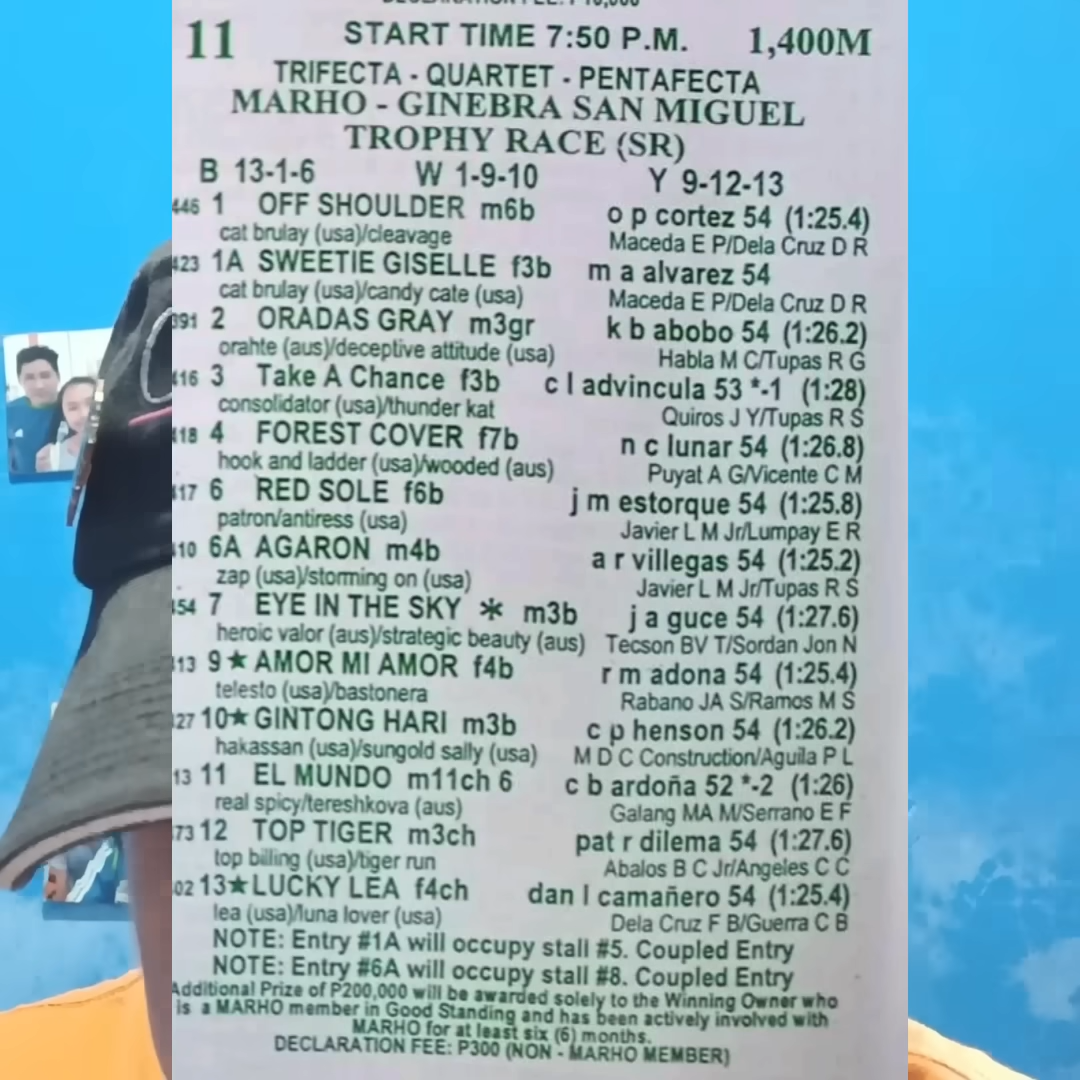 11 START TIME 7:50 P.M. 1,400M
TRIFECTA - QUARTET - PENTAFECTA
MARHO - GINEBRA SAN MIGUEL
TROPHY RACE (SR)
B 13-1-6 W 1-9-10 Y 9-12-13
446 1 OFF SHOULDER m6b o p cortez 54 (1:25.4)
cat brulay (usa)/cleavage Maceda E P/Dela Cruz D R
423 1A SWEETIE GISELLE f3b m a alvarez 54
cat brulay (usa)/candy cate (usa) Maceda E P/Dela Cruz D R
391 2 ORADAS GRAY m3gr k b abobo 54 (1:26.2)
orahte (aus)/deceptive attitude (usa) Habla M C/Tupas R G
416 3 Take A Chance f3b c l advincula 53 *-1 (1:28)
consolidator (usa)/thunder kat Quiros J Y/Tupas R S
418 4 FOREST COVER f7b n c lunar 54 (1:26.8)
hook and ladder (usa)/wooded (aus) Puyat A G/Vicente C M
417 6 RED SOLE f6b j m estorque 54 (1:25.8)
patron/antiress (usa) Javier L M Jr/Lumpay E R
410 6A AGARON m4b a r villegas 54 (1:25.2)
zap (usa)/storming on (usa) Javier L M Jr/Tupas R S
454 7 EYE IN THE SKY * m3b j a guce 54 (1:27.6)
heroic valor (aus)/strategic beauty (aus) Tecson BV T/Sordan Jon N
413 9★ AMOR MI AMOR f4b r m adona 54 (1:25.4)
telesto (usa)/bastonera Rabano JA S/Ramos M S
27 10★ GINTONG HARI m3b c p henson 54 (1:26.2)
hakassan (usa)/sungold sally (usa) M D C Construction/Aguila P L
13 11 EL MUNDO m11ch 6 c b ardoña 52 *-2 (1:26)
real spicy/tereshkova (aus) Galang MA M/Serrano E F
73 12 TOP TIGER m3ch pat r dilema 54 (1:27.6)
top billing (usa)/tiger run Abalos B C Jr/Angeles C C
02 13★ LUCKY LEA f4ch dan l camañero 54 (1:25.4)
lea (usa)/luna lover (usa) Dela Cruz F B/Guerra C B
NOTE: Entry #1A will occupy stall #5. Coupled Entry
NOTE: Entry #6A will occupy stall #8. Coupled Entry
Additional Prize of P200,000 will be awarded solely to the Winning Owner who
is a MARHO member in Good Standing and has been actively involved with
MARHO for at least six (6) months.
DECLARATION FEE: P300 (NON - MARHO MEMBER)